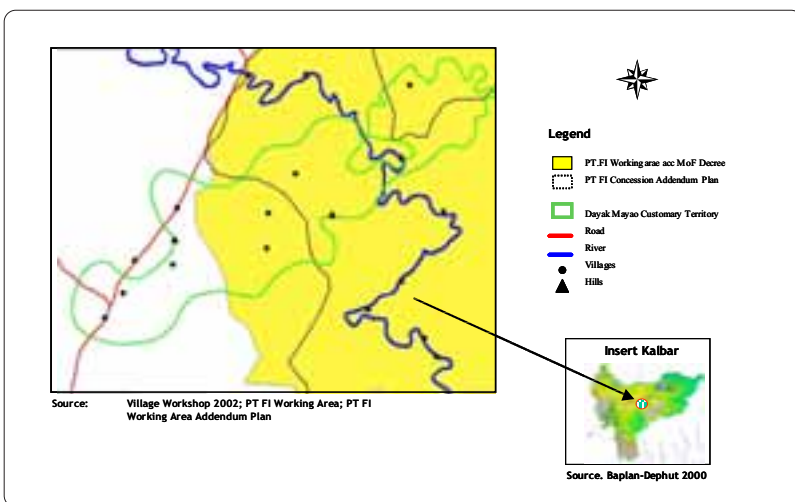 Legend
PT.FI Working arae acc MoF Decree
PT FI Concession Addendum Plan
Dayak Mayao Customary Territory
Road
River
Villages
Hills
Insert Kalbar
Source: Village Workshop 2002; PT FI Working Area; PT FI
Working Area Addendum Plan
Source. Baplan-Dephut 2000